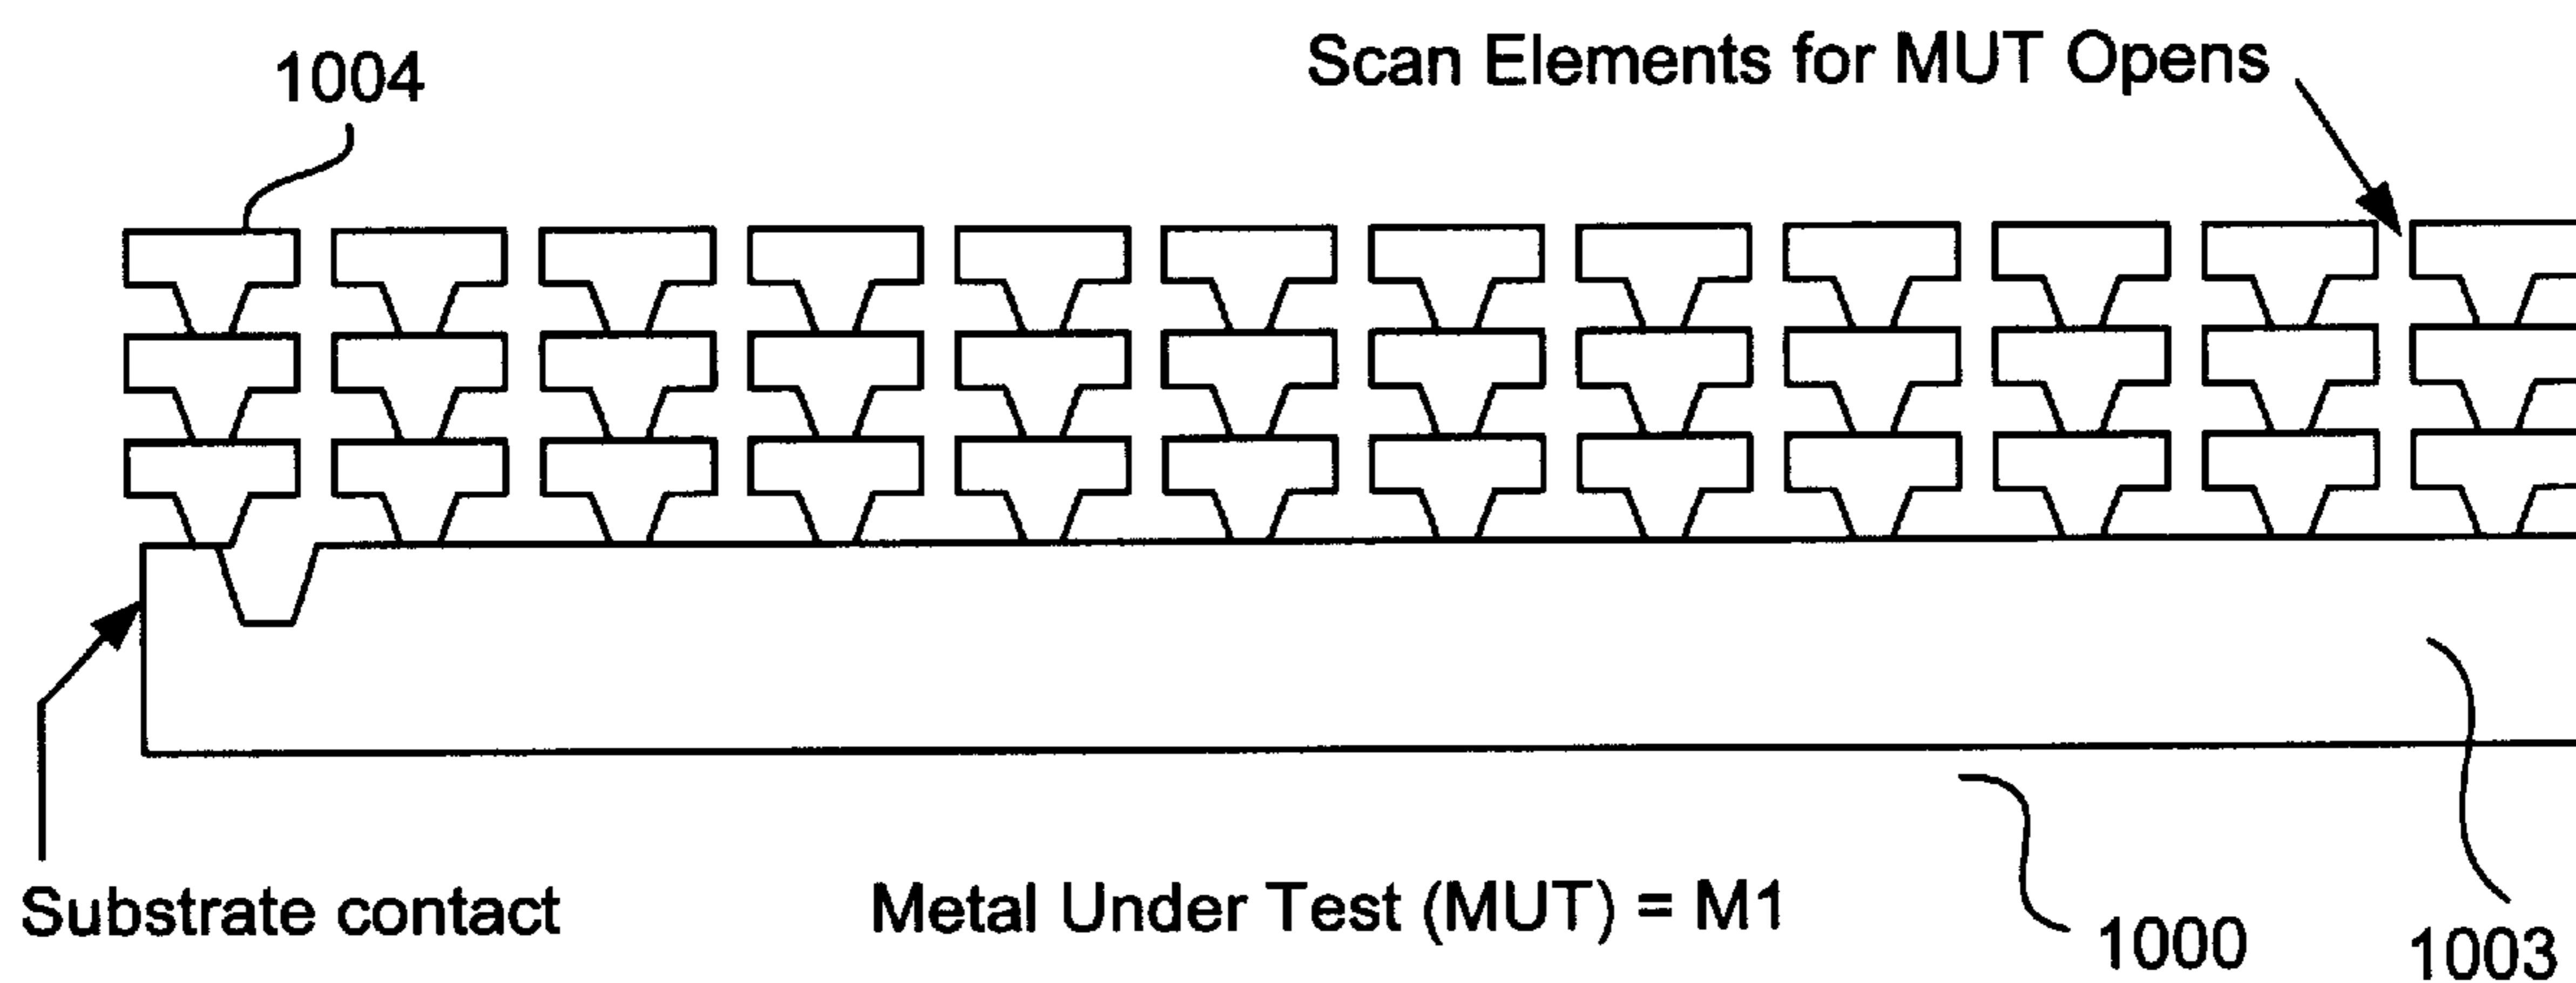 1004
Scan Elements for MUT Opens
Substrate contact
Metal Under Test (MUT) = M1
1000
1003